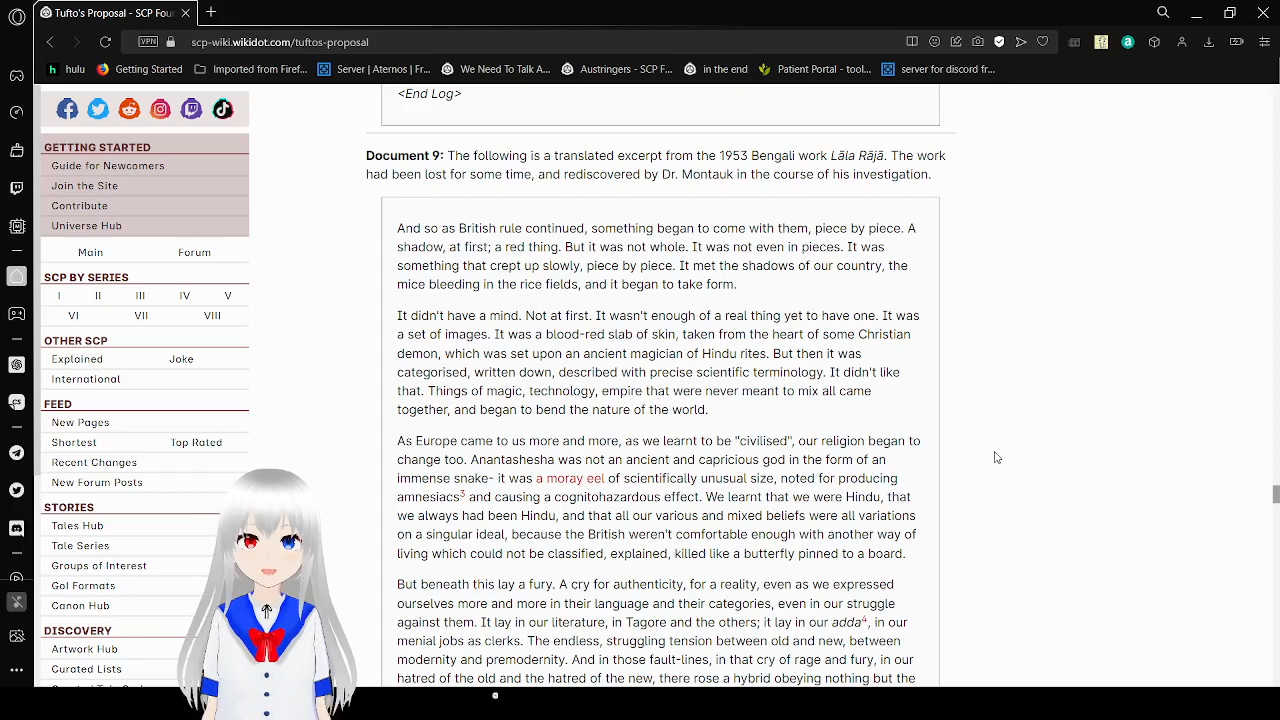 Tufto's Proposal - SCP Fou
VPN
scp-wiki.wikidot.com/tuftos-proposal
hulu
Getting Started
Imported from Firef...
Server | Aternos | Fr...
We Need To Talk A...
Austringers - SCP F...
in the end
Patient Portal - tool...
server for discord fr...
GETTING STARTED
Guide for Newcomers
Join the Site
Contribute
Universe Hub
Main Forum
SCP BY SERIES
I II III IV V
VI VII VIII
OTHER SCP
Explained Joke
International
FEED
New Pages
Shortest Top Rated
Recent Changes
New Forum Posts
STORIES
Tales Hub
Tale Series
Groups of Interest
GoI Formats
Canon Hub
DISCOVERY
Artwork Hub
Curated Lists
<End Log>
Document 9: The following is a translated excerpt from the 1953 Bengali work Lāla Rājā. The work
had been lost for some time, and rediscovered by Dr. Montauk in the course of his investigation.
And so as British rule continued, something began to come with them, piece by piece. A
shadow, at first; a red thing. But it was not whole. It was not even in pieces. It was
something that crept up slowly, piece by piece. It met the shadows of our country, the
mice bleeding in the rice fields, and it began to take form.
It didn't have a mind. Not at first. It wasn't enough of a real thing yet to have one. It was
a set of images. It was a blood-red slab of skin, taken from the heart of some Christian
demon, which was set upon an ancient magician of Hindu rites. But then it was
categorised, written down, described with precise scientific terminology. It didn't like
that. Things of magic, technology, empire that were never meant to mix all came
together, and began to bend the nature of the world.
As Europe came to us more and more, as we learnt to be "civilised", our religion began to
change too. Anantashesha was not an ancient and capricious god in the form of an
immense snake- it was a moray eel of scientifically unusual size, noted for producing
amnesiacs3 and causing a cognitohazardous effect. We learnt that we were Hindu, that
we always had been Hindu, and that all our various and mixed beliefs were all variations
on a singular ideal, because the British weren't comfortable enough with another way of
living which could not be classified, explained, killed like a butterfly pinned to a board.
But beneath this lay a fury. A cry for authenticity, for a reality, even as we expressed
ourselves more and more in their language and their categories, even in our struggle
against them. It lay in our literature, in Tagore and the others; it lay in our adda4, in our
menial jobs as clerks. The endless, struggling tension between old and new, between
modernity and premodernity. And in those fault-lines, in that cry of rage and fury, in our
hatred of the old and the hatred of the new, there rose a hybrid obeying nothing but the